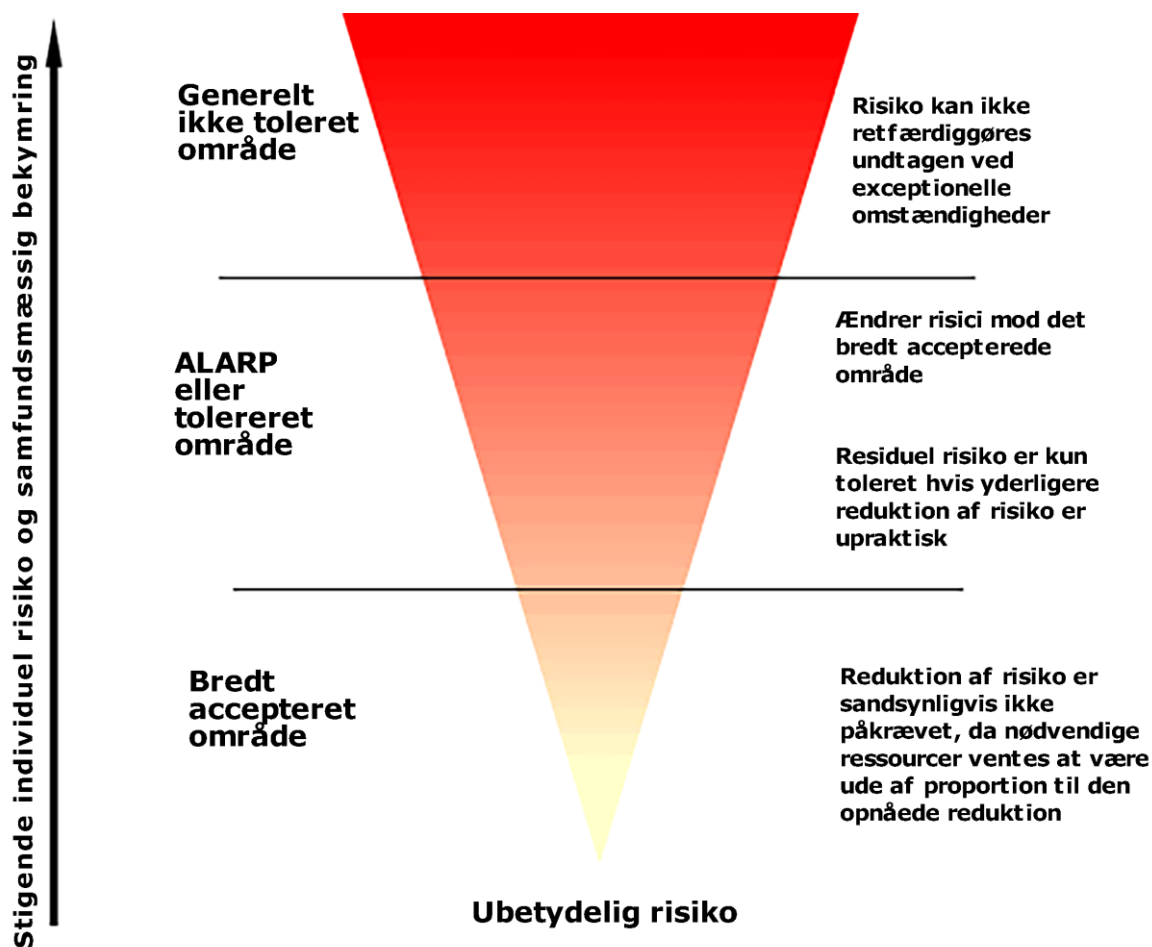 Stigende individuel risiko og samfundsmæssig bekymring
Generelt
ikke toleret
område
Risiko kan ikke
retfærdiggøres
undtagen ved
exceptionelle
omstændigheder
ALARP
eller
tolereret
område
Ændrer risici mod det
bredt accepterede
område
Residuel risiko er kun
toleret hvis yderligere
reduktion af risiko er
upraktisk
Bredt
accepteret
område
Reduktion af risiko er
sandsynligvis ikke
påkrævet, da nødvendige
ressourcer ventes at være
ude af proportion til den
opnåede reduktion
Ubetydelig risiko